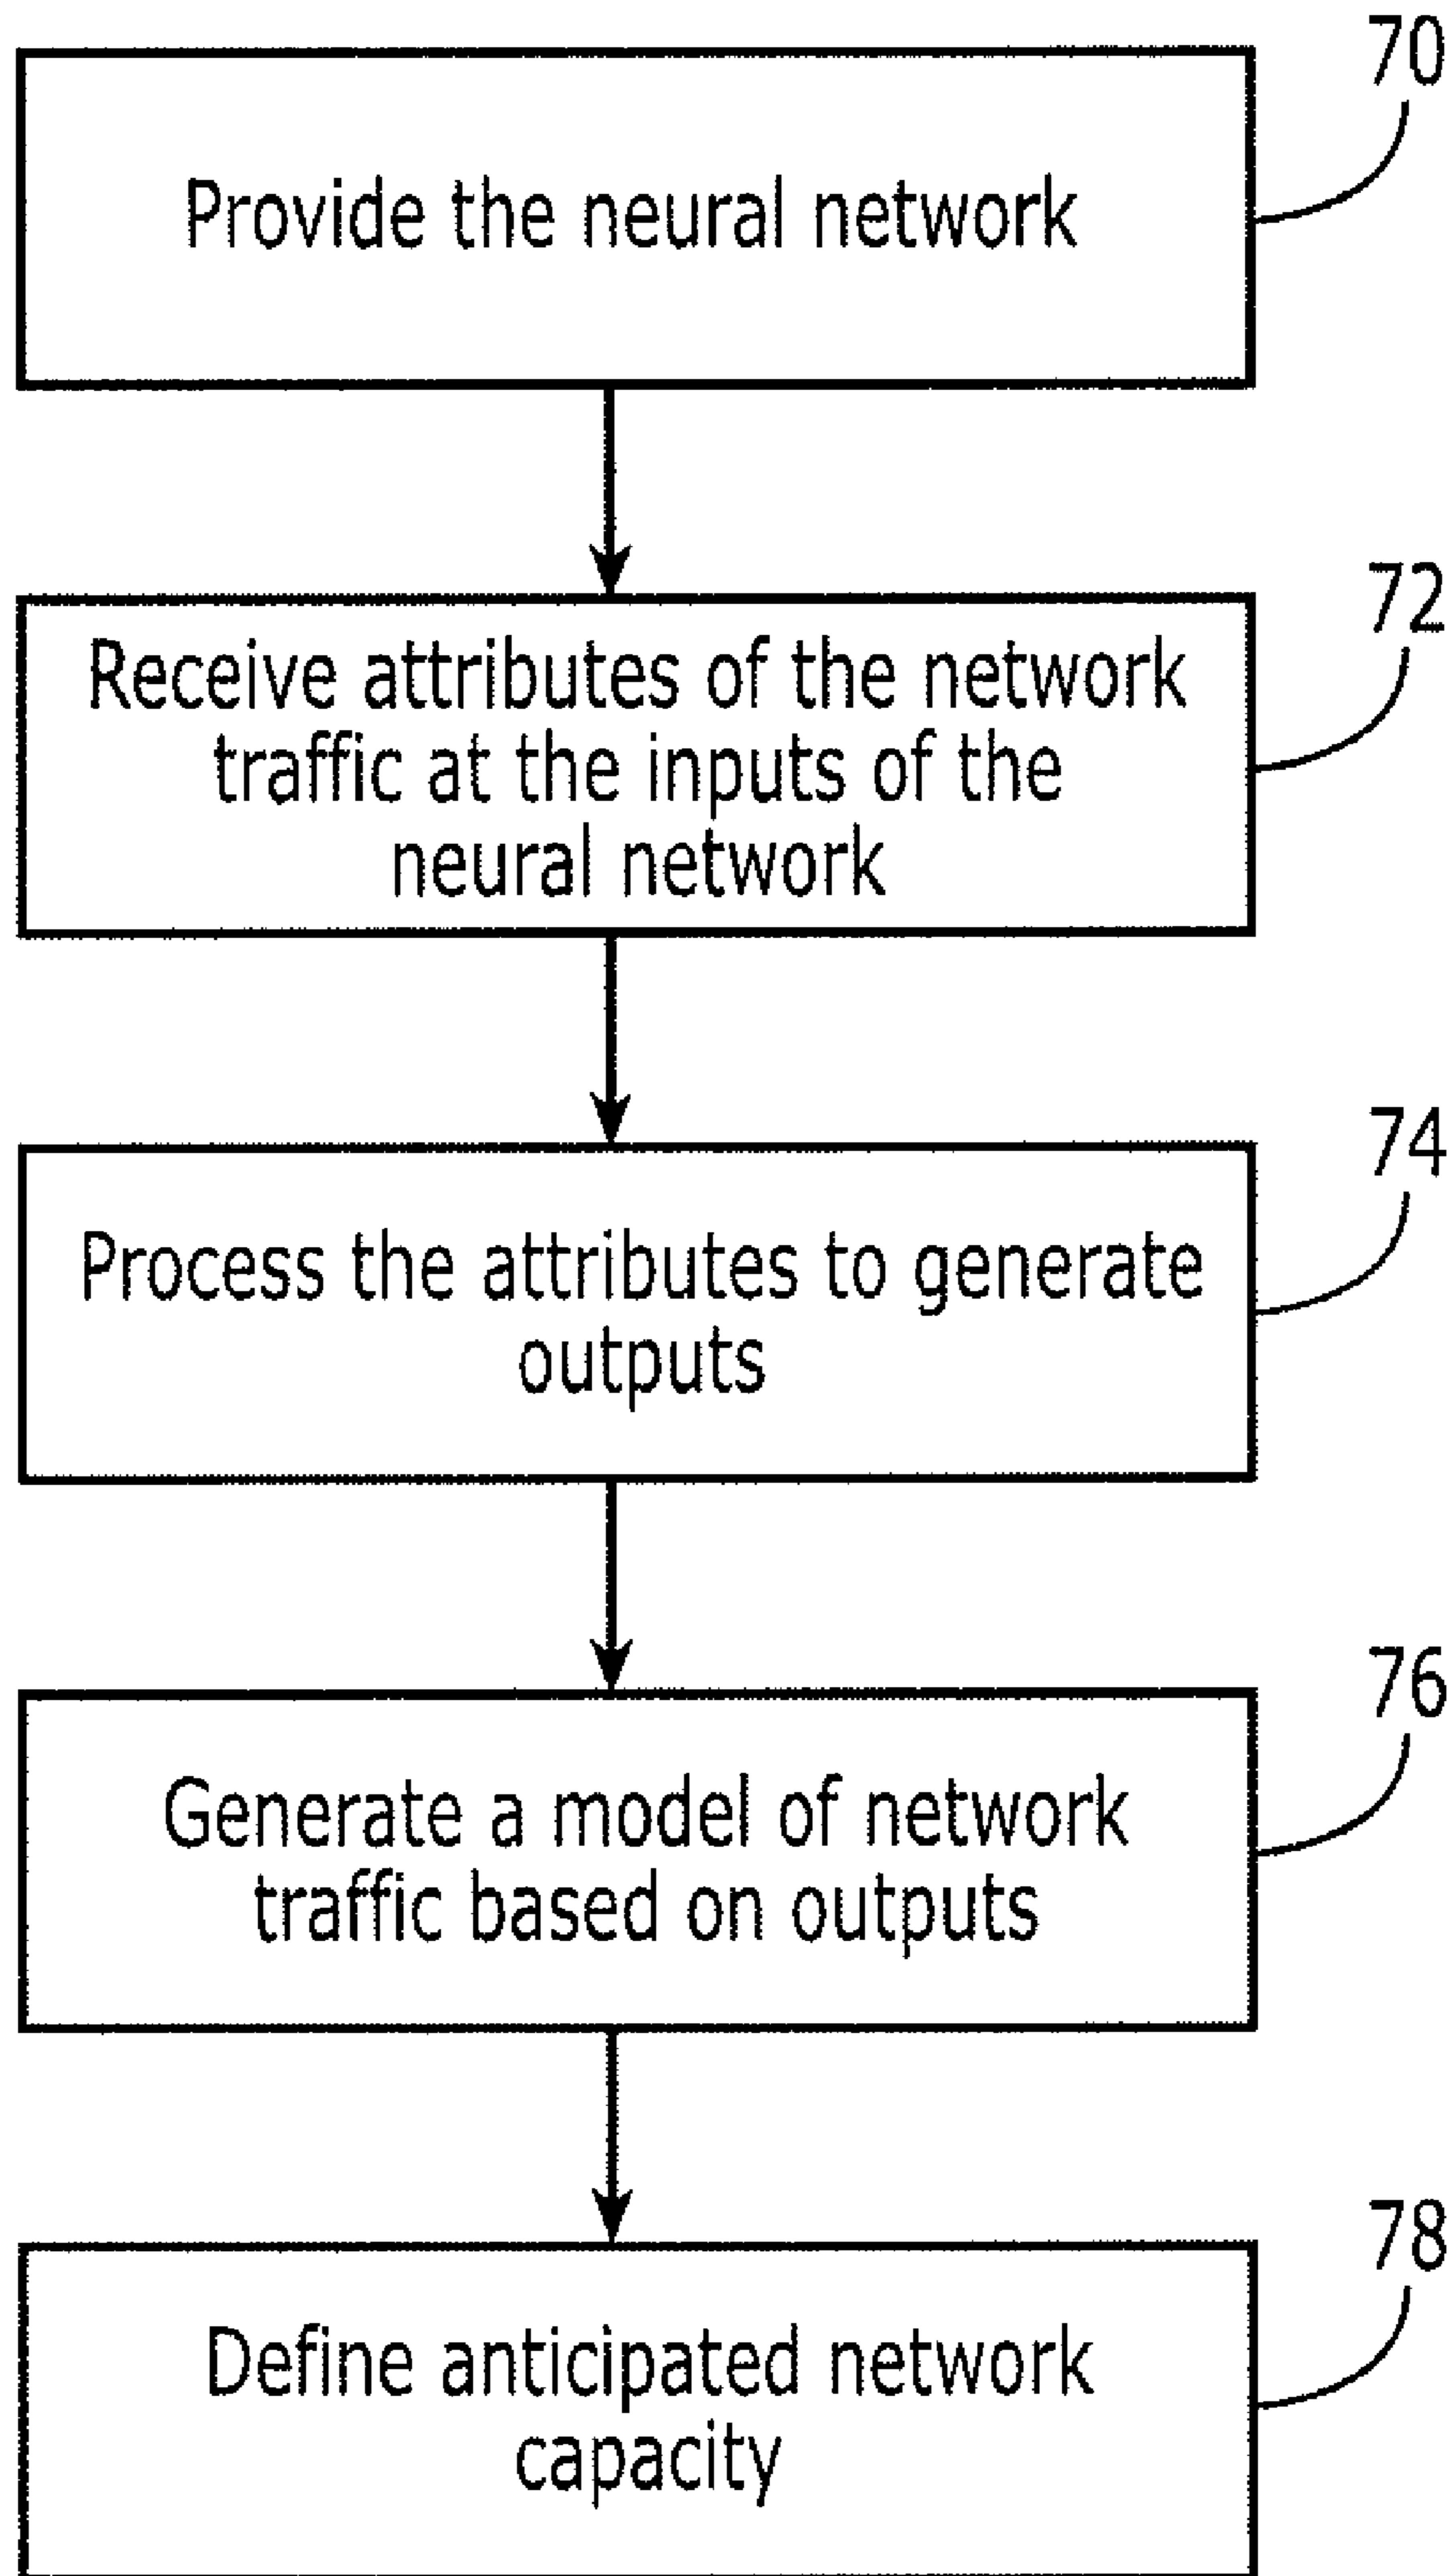 70
Provide the neural network
72
Receive attributes of the network
traffic at the inputs of the
neural network
74
Process the attributes to generate
outputs
76
Generate a model of network
traffic based on outputs
78
Define anticipated network
capacity